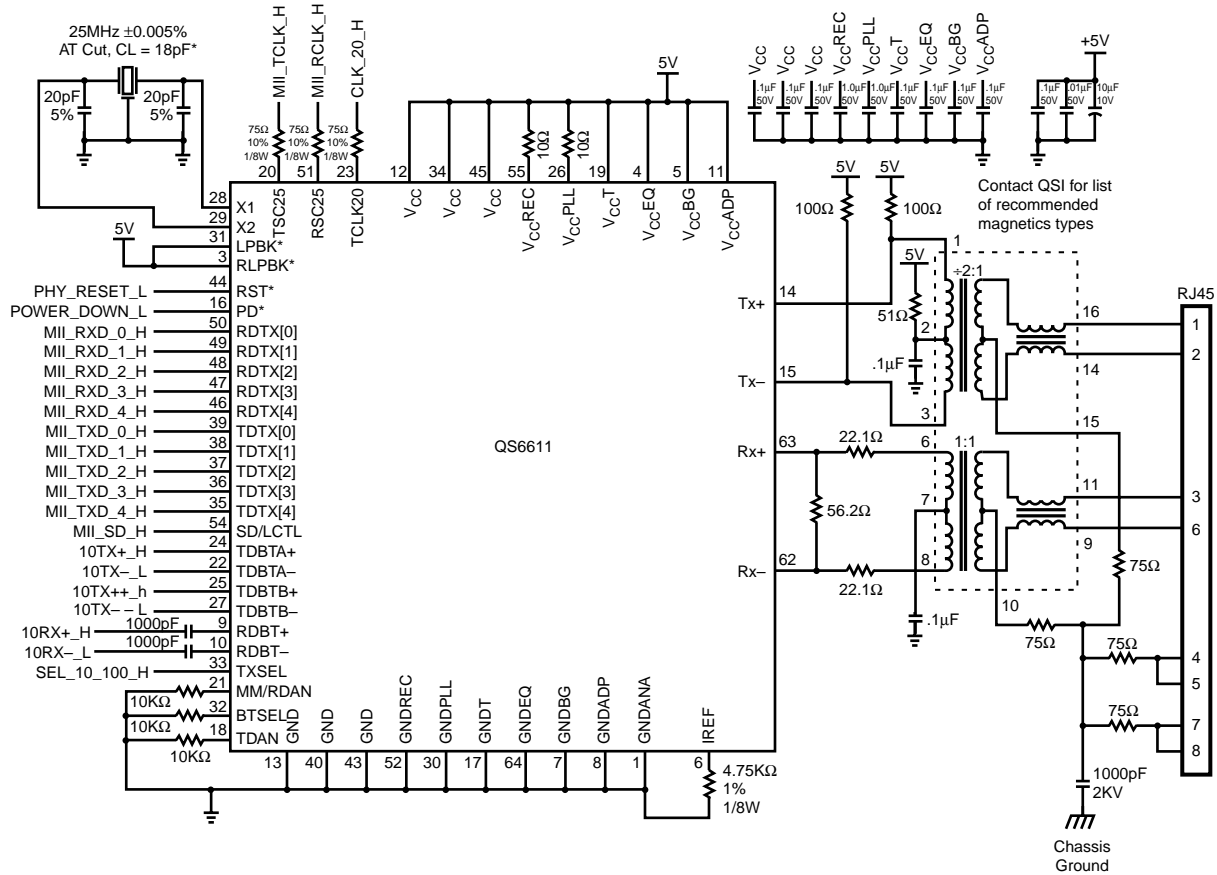 25MHz ±0.005%
AT Cut, CL = 18pF*
20pF
5%
20pF
5%
MII_TCLK_H
MII_RCLK_H
CLK_20_H
75Ω
10%
1/8W
75Ω
10%
1/8W
75Ω
10%
1/8W
20
51
23
TSC25
RSC25
TCLK20
5V
10Ω
10Ω
12
34
45
55
26
19
4
5
11
VCC
VCC
VCC
VCCREC
VCCPLL
VCCT
VCCEQ
VCCBG
VCCADP
VCC
VCC
VCC
VCCREC
VCCPLL
VCCT
VCCEQ
VCCBG
VCCADP
.1µF
50V
.1µF
50V
.1µF
50V
1.0µF
50V
1.0µF
50V
.1µF
50V
.1µF
50V
.1µF
50V
.1µF
50V
+5V
.1µF
50V
.01µF
50V
10µF
10V
Contact QSI for list
of recommended
magnetics types
28 X1
29 X2
5V
31 LPBK*
3 RLPBK*
PHY_RESET_L 44 RST*
POWER_DOWN_L 16 PD*
MII_RXD_0_H 50 RDTX[0]
MII_RXD_1_H 49 RDTX[1]
MII_RXD_2_H 48 RDTX[2]
MII_RXD_3_H 47 RDTX[3]
MII_RXD_4_H 46 RDTX[4]
MII_TXD_0_H 39 TDTX[0]
MII_TXD_1_H 38 TDTX[1]
MII_TXD_2_H 37 TDTX[2]
MII_TXD_3_H 36 TDTX[3]
MII_TXD_4_H 35 TDTX[4]
MII_SD_H 54 SD/LCTL
10TX+_H 24 TDBTA+
10TX–_L 22 TDBTA–
10TX++_h 25 TDBTB+
10TX– –L 27 TDBTB–
10RX+_H 1000pF 9 RDBT+
10RX–_L 1000pF 10 RDBT–
SEL_10_100_H 33 TXSEL
21 MM/RDAN
10KΩ
32 BTSEL
10KΩ
18 TDAN
10KΩ
QS6611
GND
GND
GND
GNDREC
GNDPLL
GNDT
GNDEQ
GNDBG
GNDADP
GNDANA
IREF
13
40
43
52
30
17
64
7
8
1
6
4.75KΩ
1%
1/8W
5V
5V
100Ω
100Ω
Tx+ 14
Tx– 15
Rx+ 63
Rx– 62
5V
51Ω
.1µF
1
2
3
÷2:1
16
14
15
22.1Ω
56.2Ω
22.1Ω
6
7
8
1:1
11
9
10
.1µF
75Ω
75Ω
75Ω
75Ω
RJ45
1
2
3
6
4
5
7
8
1000pF
2KV
Chassis
Ground